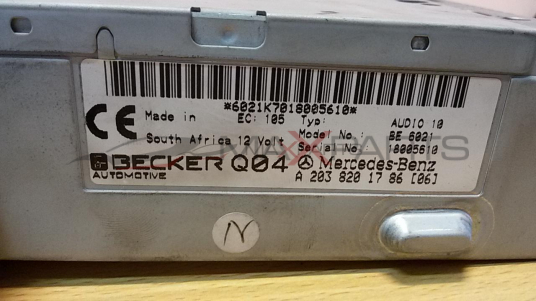 *6021K7018005610*
CE Made in EC: 105 Typ: AUDIO 10
South Africa 12 Volt Model No.: BE 6021
Serial No.: 18005610
BECKER Q04 Mercedes-Benz
AUTOMOTIVE A 203 820 17 86 [06]
N